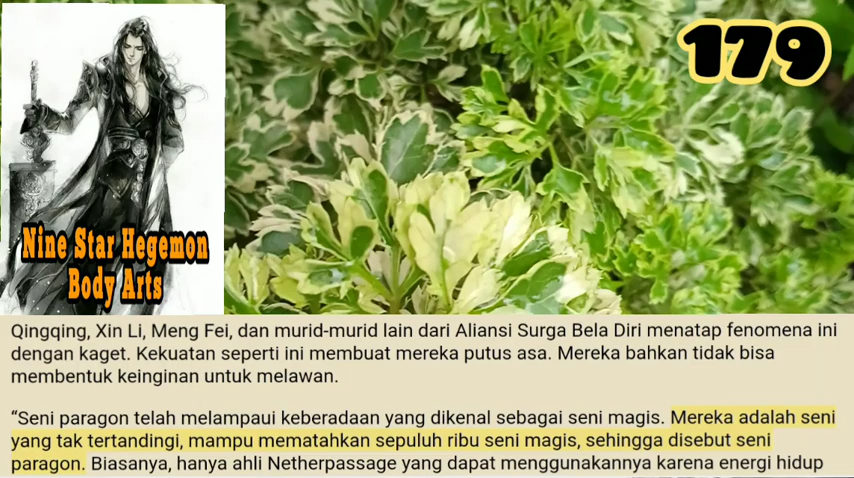 179
Nine Star Hegemon
Body Arts
Qingqing, Xin Li, Meng Fei, dan murid-murid lain dari Aliansi Surga Bela Diri menatap fenomena ini
dengan kaget. Kekuatan seperti ini membuat mereka putus asa. Mereka bahkan tidak bisa
membentuk keinginan untuk melawan.
“Seni paragon telah melampaui keberadaan yang dikenal sebagai seni magis. Mereka adalah seni
yang tak tertandingi, mampu mematahkan sepuluh ribu seni magis, sehingga disebut seni
paragon. Biasanya, hanya ahli Netherpassage yang dapat menggunakannya karena energi hidup